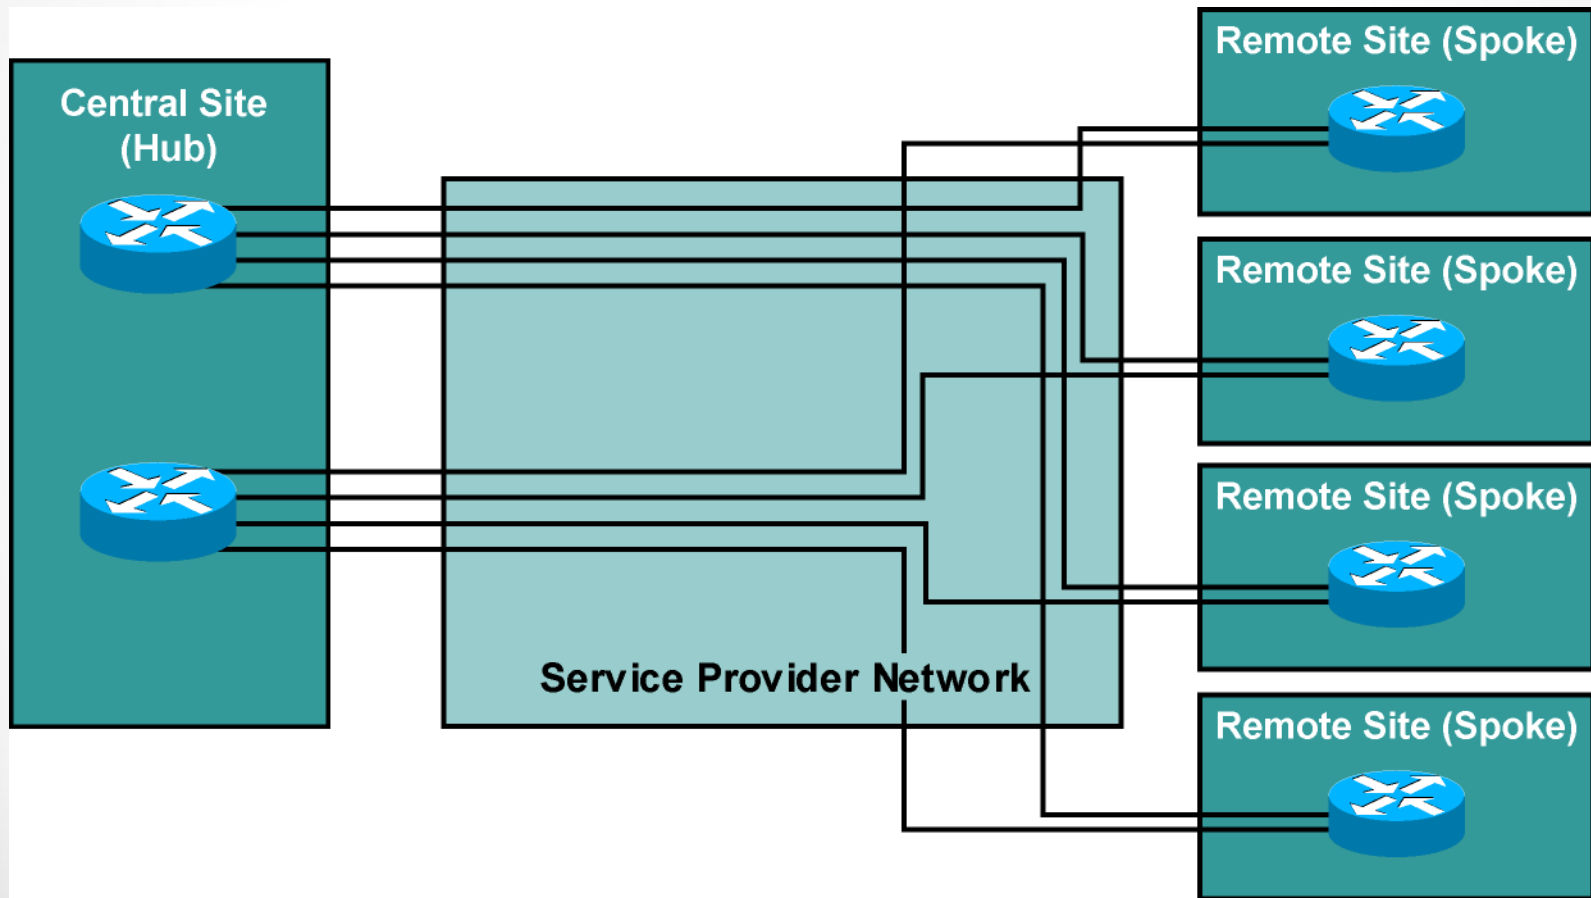 Central Site
(Hub)
Service Provider Network
Remote Site (Spoke)
Remote Site (Spoke)
Remote Site (Spoke)
Remote Site (Spoke)